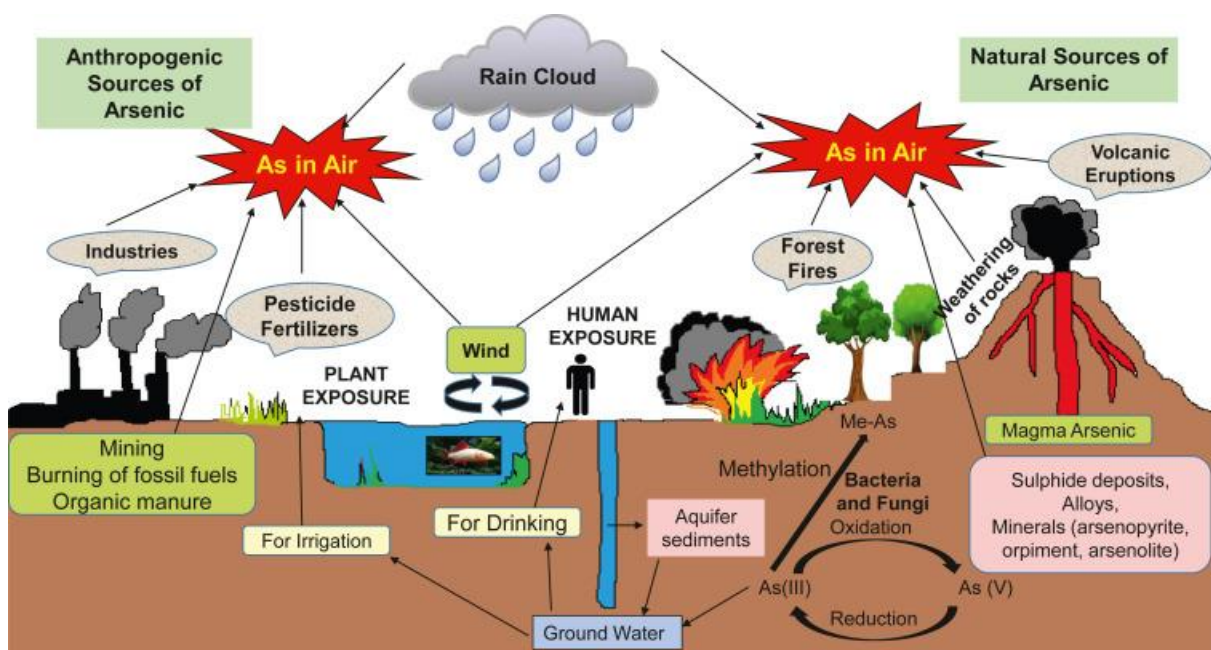 Anthropogenic
Sources of
Arsenic
Rain Cloud
Natural Sources of
Arsenic
As in Air
As in Air
Volcanic
Eruptions
Industries
Forest
Fires
Weathering
of rocks
Pesticide
Fertilizers
Wind
HUMAN
EXPOSURE
PLANT
EXPOSURE
Mining
Burning of fossil fuels
Organic manure
Me-As
Magma Arsenic
Methylation
Bacteria
and Fungi
Oxidation
Sulphide deposits,
Alloys,
Minerals (arsenopyrite,
orpiment, arsenolite)
For Irrigation
For Drinking
Aquifer
sediments
As(III)
As (V)
Reduction
Ground Water